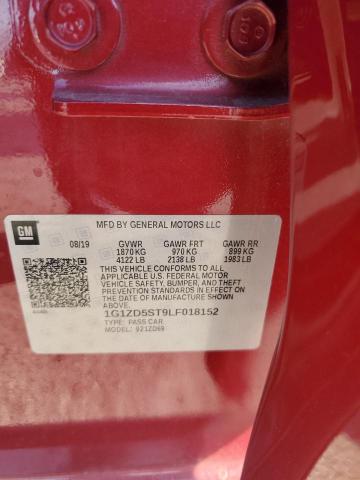 GM
MFD BY GENERAL MOTORS LLC
08/19 GVWR GAWR FRT GAWR RR
1870 KG 970 KG 899 KG
4122 LB 2138 LB 1983 LB
THIS VEHICLE CONFORMS TO ALL
APPLICABLE U.S. FEDERAL MOTOR
VEHICLE SAFETY, BUMPER, AND THEFT
PREVENTION STANDARDS IN EFFECT
ON THE DATE OF MANUFACTURE
SHOWN ABOVE.
1G1ZD5ST9LF018152
TYPE: PASS CAR
MODEL: 921ZD69